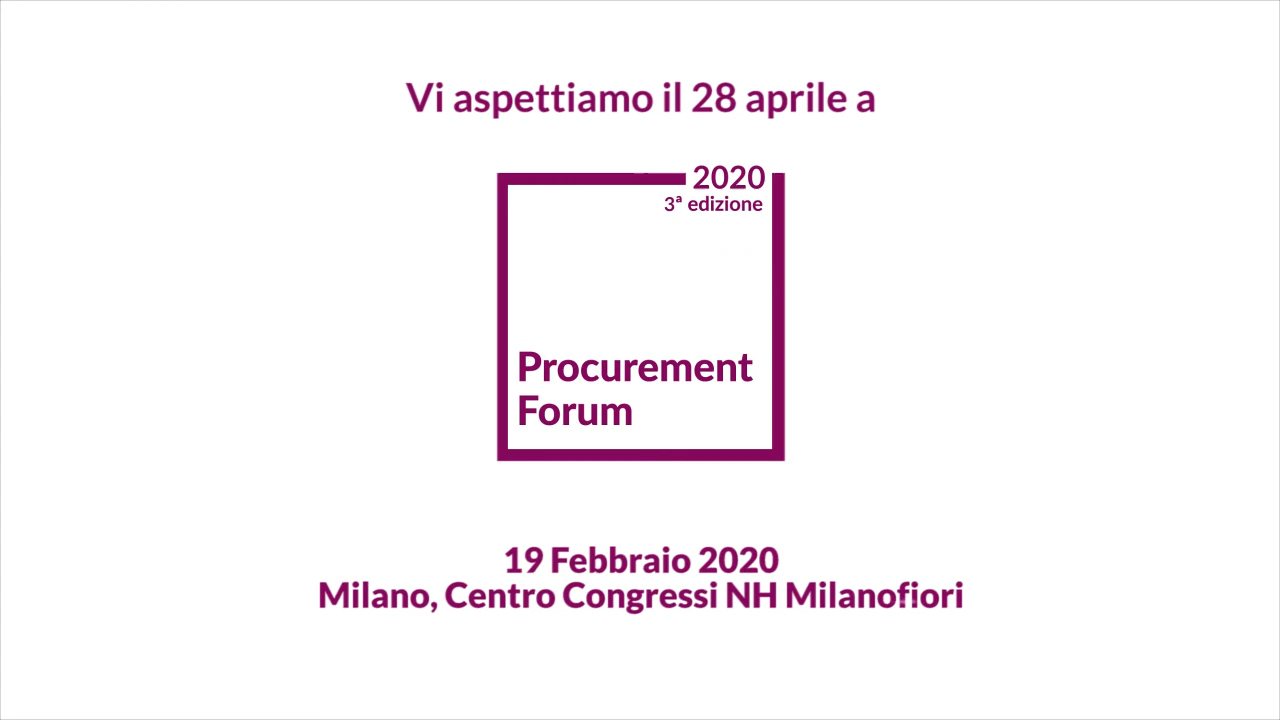 Vi aspettiamo il 28 aprile a
2020
3ª edizione
Procurement
Forum
19 Febbraio 2020
Milano, Centro Congressi NH Milanofiori